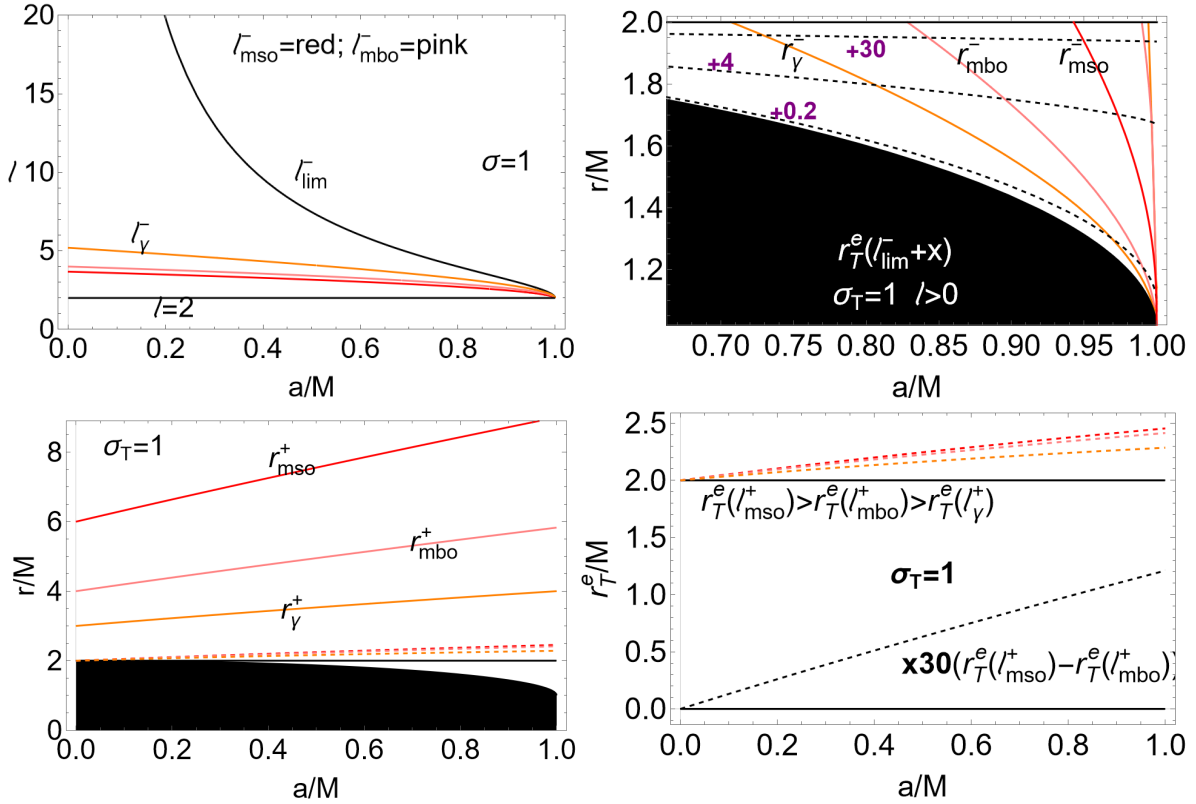 20
15
10
5
0
ℓ
ℓ⁻mso=red; ℓ⁻mbo=pink
σ=1
ℓ⁻lim
ℓ⁻γ
ℓ=2
0.0 0.2 0.4 0.6 0.8 1.0
a/M
2.0
1.8
1.6
1.4
1.2
r/M
r⁻γ
+30
r⁻mbo
r⁻mso
+4
+0.2
rᵉT(ℓ⁻lim+x)
σT=1 ℓ>0
0.70 0.75 0.80 0.85 0.90 0.95 1.00
a/M
8
6
4
2
0
r/M
σT=1
r⁺mso
r⁺mbo
r⁺γ
0.0 0.2 0.4 0.6 0.8 1.0
a/M
2.5
2.0
1.5
1.0
0.5
0.0
rᵉT/M
rᵉT(ℓ⁺mso)>rᵉT(ℓ⁺mbo)>rᵉT(ℓ⁺γ)
σT=1
x30(rᵉT(ℓ⁺mso)−rᵉT(ℓ⁺mbo))
0.0 0.2 0.4 0.6 0.8 1.0
a/M